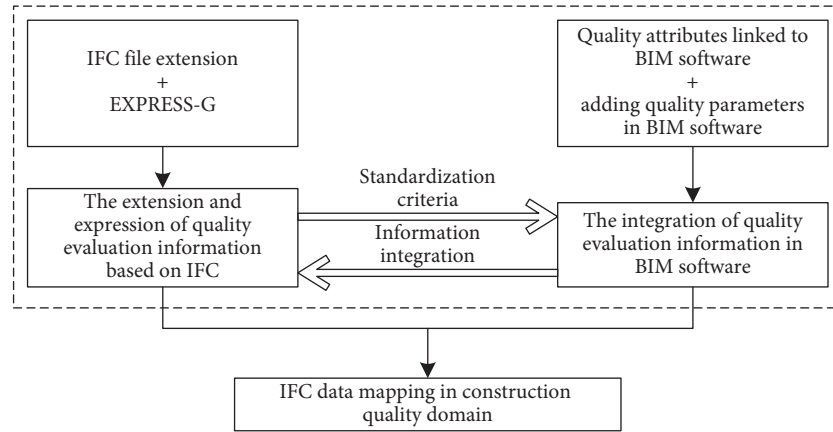 IFC file extension
+
EXPRESS-G
Quality attributes linked to
BIM software
+
adding quality parameters
in BIM software
The extension and
expression of quality
evaluation information
based on IFC
Standardization
criteria
Information
integration
The integration of quality
evaluation information in
BIM software
IFC data mapping in construction
quality domain